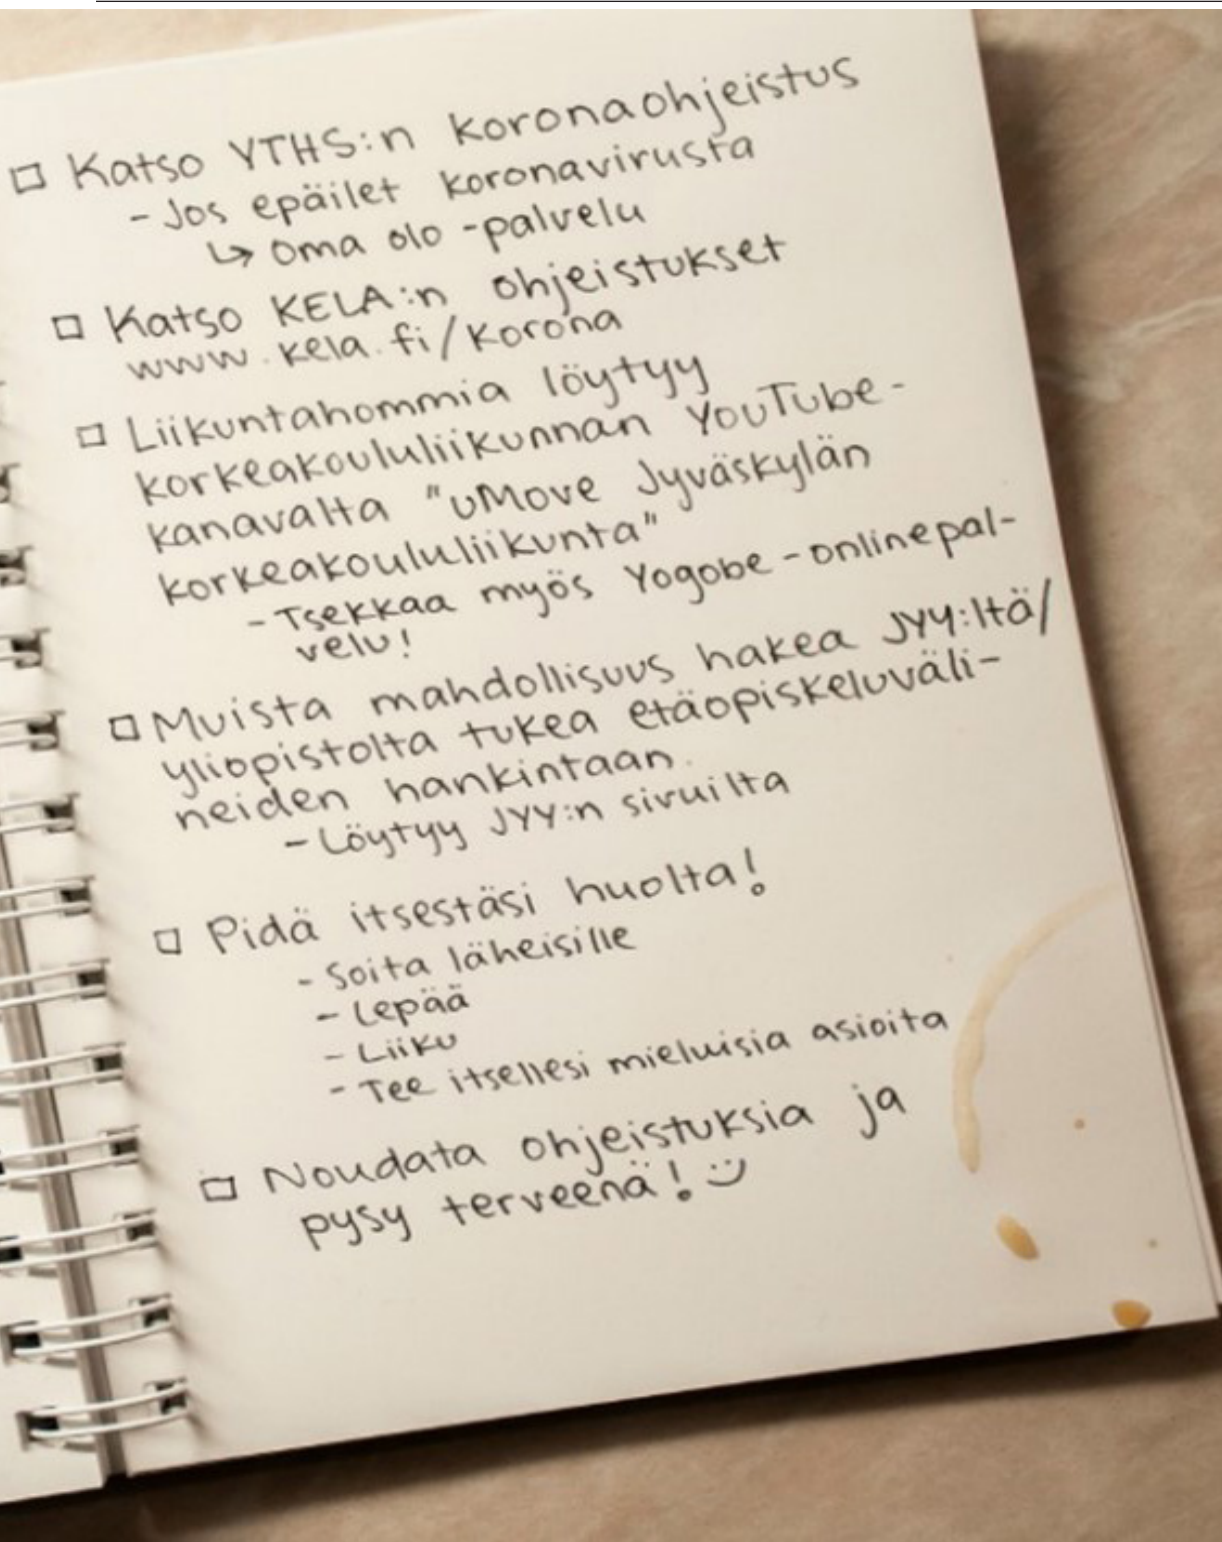 □ Katso YTHS:n koronaohjeistus
- Jos epäilet koronavirusta
↳ Oma olo -palvelu
□ Katso KELA:n ohjeistukset
www.kela.fi/korona
□ Liikuntahommia löytyy
korkeakoululiikunnan YouTube-
kanavalta "uMove Jyväskylän
korkeakoululiikunta"
- Tsekkaa myös Yogobe-onlinepal-
velu!
□ Muista mahdollisuus hakea JYY:ltä/
yliopistolta tukea etäopiskeluväli-
neiden hankintaan.
- Löytyy JYY:n sivuilta
□ Pidä itsestäsi huolta!
- Soita läheisille
- Lepää
- Liiku
- Tee itsellesi mieluisia asioita
□ Noudata ohjeistuksia ja
pysy terveenä! :)